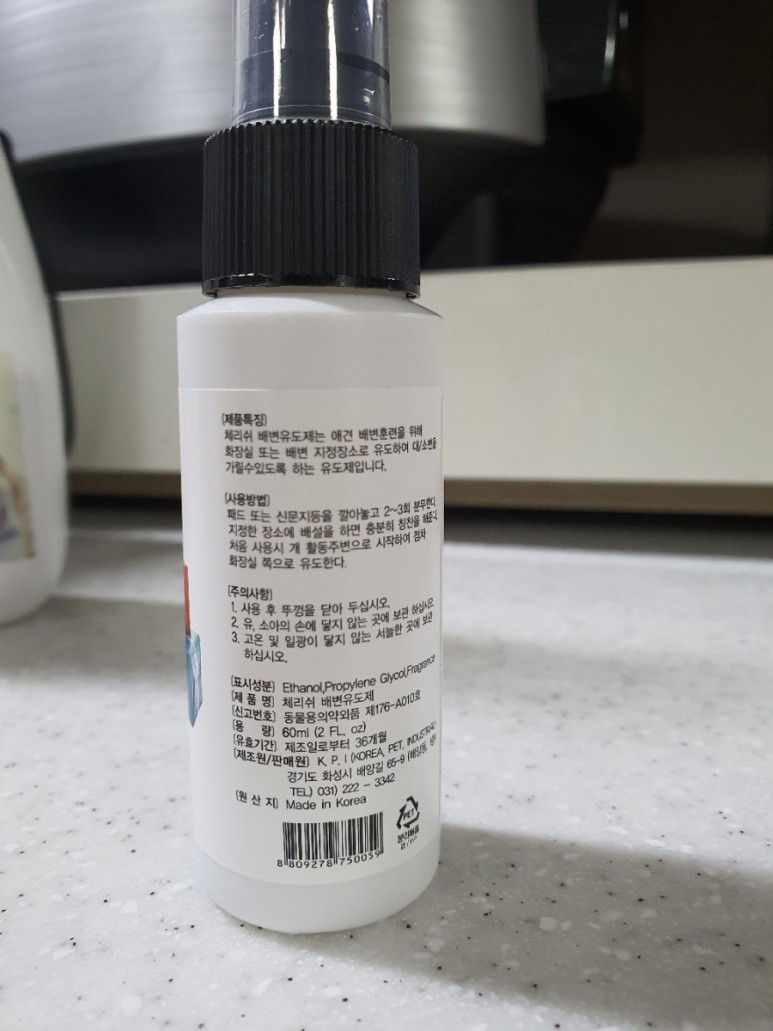 [제품특징]
체리쉬 배변유도제는 애견 배변훈련을 위해
화장실 또는 배변 지정장소로 유도하여 대/소변을
가릴수있도록 하는 유도제입니다.
[사용방법]
패드 또는 신문지등을 깔아놓고 2~3회 분무한다.
지정한 장소에 배설을 하면 충분히 칭찬을 해준다.
처음 사용시 개 활동주변으로 시작하여 점차
화장실 쪽으로 유도한다.
[주의사항]
1. 사용 후 뚜껑을 닫아 두십시오.
2. 유, 소아의 손에 닿지 않는 곳에 보관 하십시오.
3. 고온 및 일광이 닿지 않는 서늘한 곳에 보관
하십시오.
[표시성분] Ethanol,Propylene Glycol,Fragrance
[제 품 명] 체리쉬 배변유도제
[신고번호] 동물용의약외품 제176-A010호
[용 량] 60ml (2 FL. oz)
[유효기간] 제조일로부터 36개월
[제조원/판매원] K. P. I (KOREA. PET. INDUSTRIAL)
경기도 화성시 배양길 65-9 (배양동,
TEL) 031) 222 - 3342
[원 산 지] Made in Korea
PET
분리배출
8 809278 750059